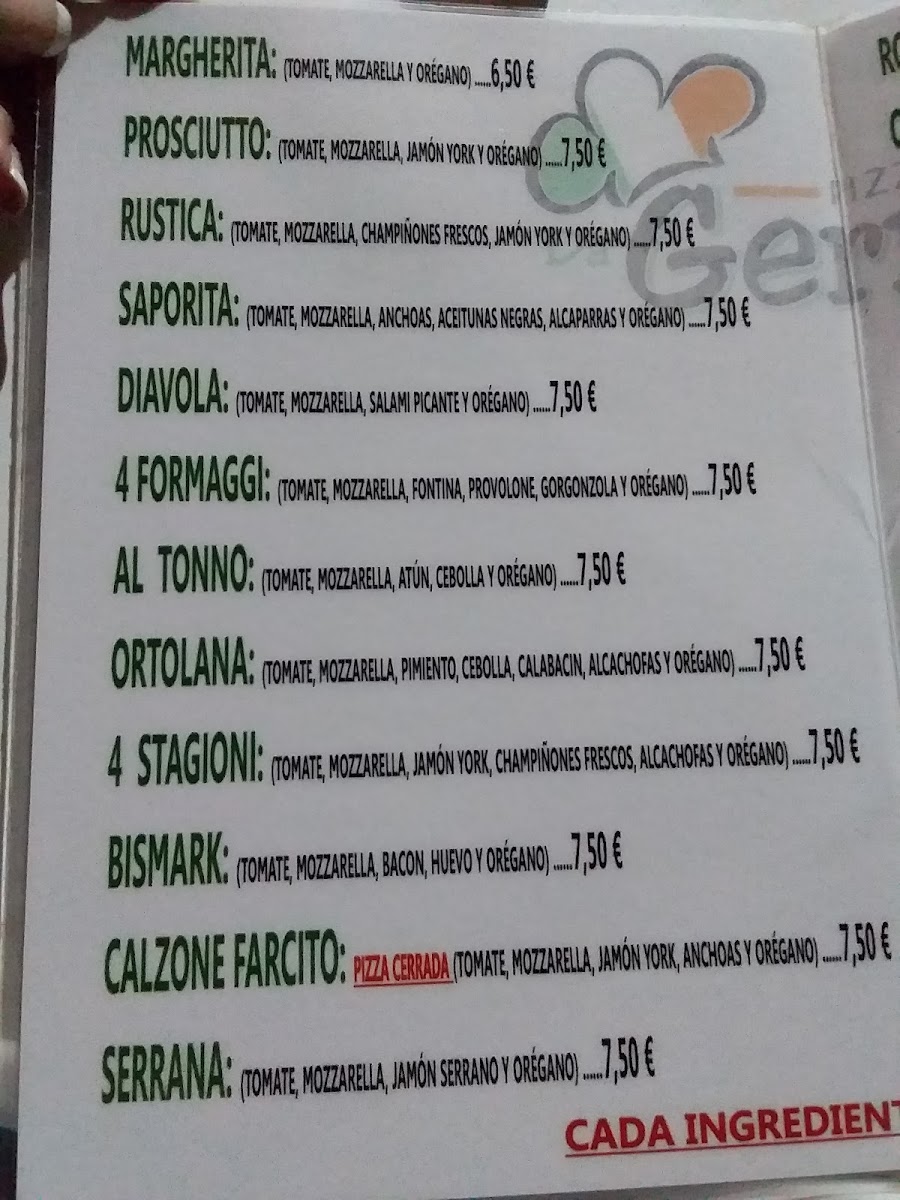 MARGHERITA: (TOMATE, MOZZARELLA Y ORÉGANO) .....6,50 €
PROSCIUTTO: (TOMATE, MOZZARELLA, JAMÓN YORK Y ORÉGANO) .....7,50 €
RUSTICA: (TOMATE, MOZZARELLA, CHAMPIÑONES FRESCOS, JAMÓN YORK Y ORÉGANO) .....7,50 €
SAPORITA: (TOMATE, MOZZARELLA, ANCHOAS, ACEITUNAS NEGRAS, ALCAPARRAS Y ORÉGANO) .....7,50 €
DIAVOLA: (TOMATE, MOZZARELLA, SALAMI PICANTE Y ORÉGANO) ......7,50 €
4 FORMAGGI: (TOMATE, MOZZARELLA, FONTINA, PROVOLONE, GORGONZOLA Y ORÉGANO) ......7,50 €
AL TONNO: (TOMATE, MOZZARELLA, ATÚN, CEBOLLA Y ORÉGANO) ......7,50 €
ORTOLANA: (TOMATE, MOZZARELLA, PIMIENTO, CEBOLLA, CALABACIN, ALCACHOFAS Y ORÉGANO) ......7,50 €
4 STAGIONI: (TOMATE, MOZZARELLA, JAMÓN YORK, CHAMPIÑONES FRESCOS, ALCACHOFAS Y ORÉGANO) ......7,50 €
BISMARK: (TOMATE, MOZZARELLA, BACON, HUEVO Y ORÉGANO) ......7,50 €
CALZONE FARCITO: PIZZA CERRADA (TOMATE, MOZZARELLA, JAMÓN YORK, ANCHOAS Y ORÉGANO) ......7,50 €
SERRANA: (TOMATE, MOZZARELLA, JAMÓN SERRANO Y ORÉGANO) ......7,50 €
CADA INGREDIENT